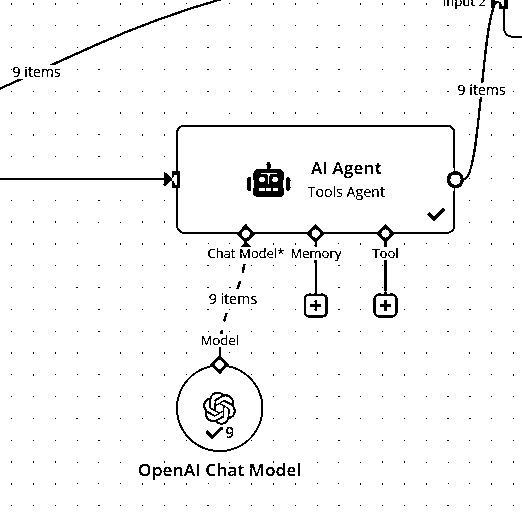 Input 2
9 items
9 items
AI Agent
Tools Agent
Chat Model*
Memory
Tool
9 items
Model
9
OpenAI Chat Model